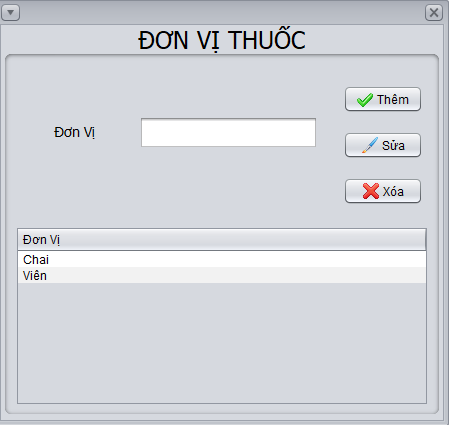 ĐƠN VỊ THUỐC
Thêm
Đơn Vị
Sửa
Xóa
Đơn Vị
Chai
Viên